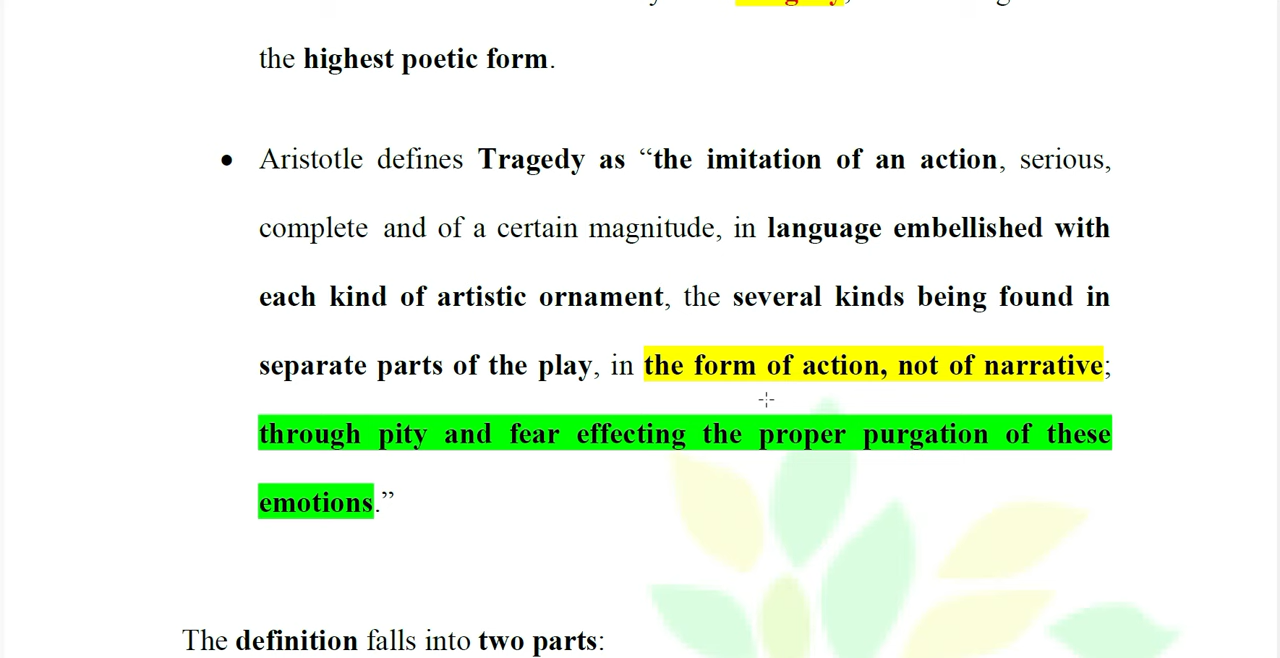 the highest poetic form.
• Aristotle defines Tragedy as “the imitation of an action, serious,
complete and of a certain magnitude, in language embellished with
each kind of artistic ornament, the several kinds being found in
separate parts of the play, in the form of action, not of narrative;
through pity and fear effecting the proper purgation of these
emotions.”
The definition falls into two parts: